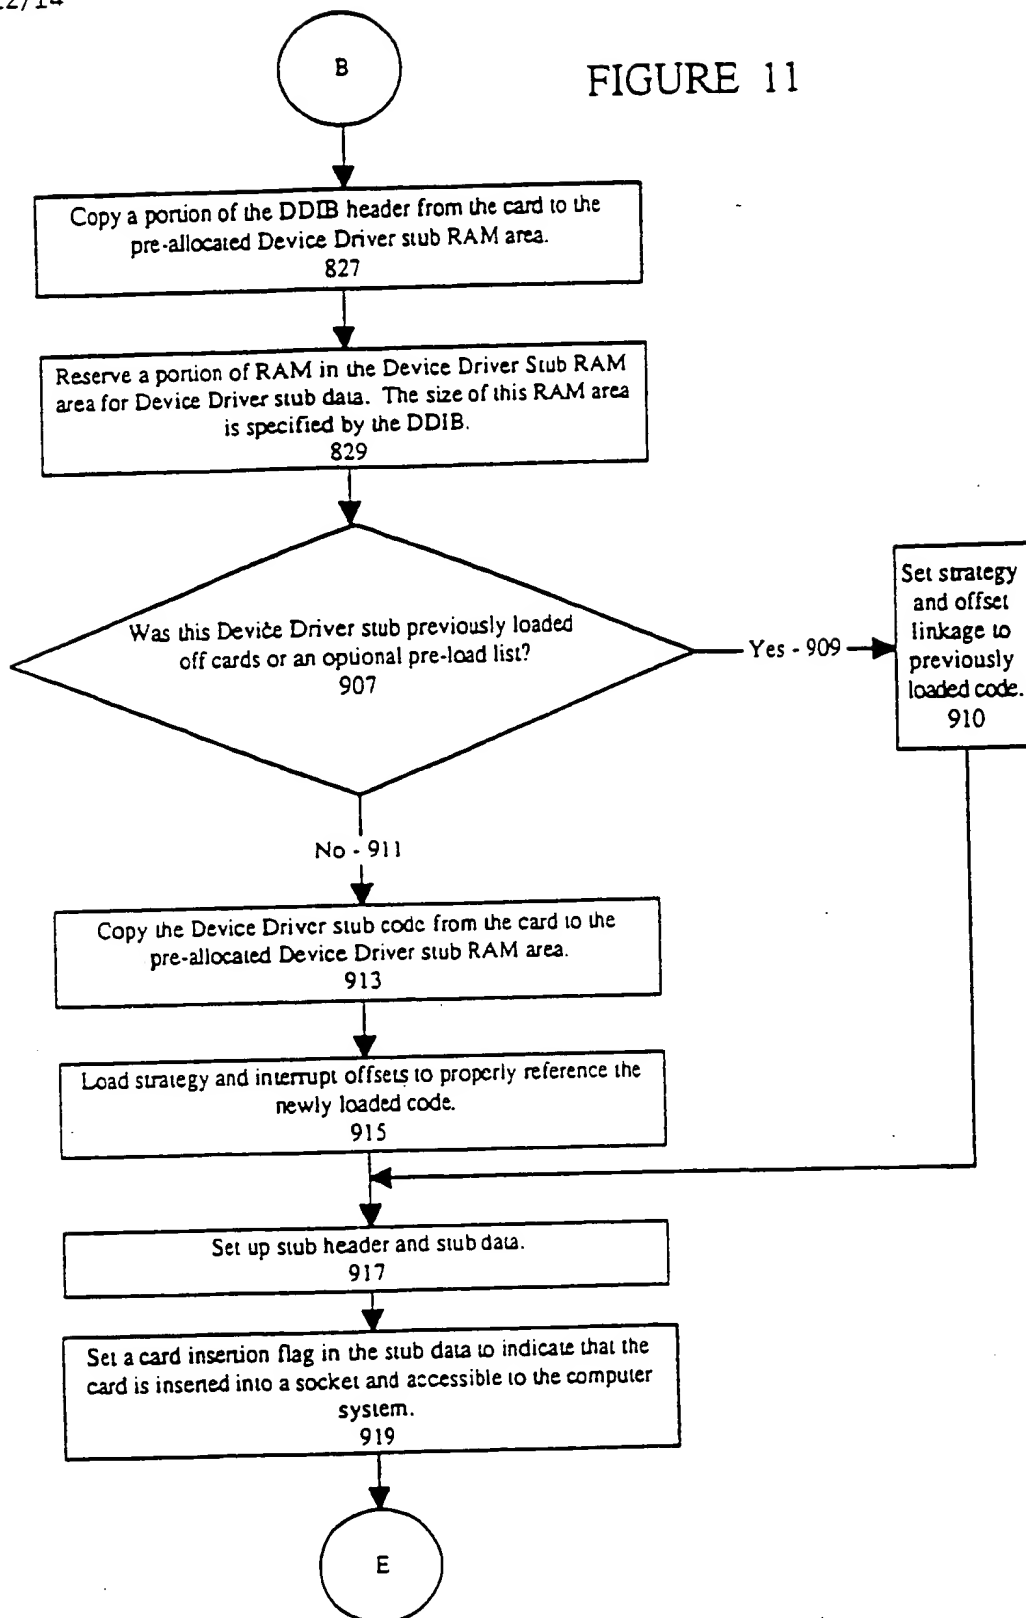 12/14
B
FIGURE 11
Copy a portion of the DDIB header from the card to the
pre-allocated Device Driver stub RAM area.
827
Reserve a portion of RAM in the Device Driver Stub RAM
area for Device Driver stub data. The size of this RAM area
is specified by the DDIB.
829
Was this Device Driver stub previously loaded
off cards or an optional pre-load list?
907
Yes - 909
Set strategy
and offset
linkage to
previously
loaded code.
910
No - 911
Copy the Device Driver stub code from the card to the
pre-allocated Device Driver stub RAM area.
913
Load strategy and interrupt offsets to properly reference the
newly loaded code.
915
Set up stub header and stub data.
917
Set a card insertion flag in the stub data to indicate that the
card is inserted into a socket and accessible to the computer
system.
919
E